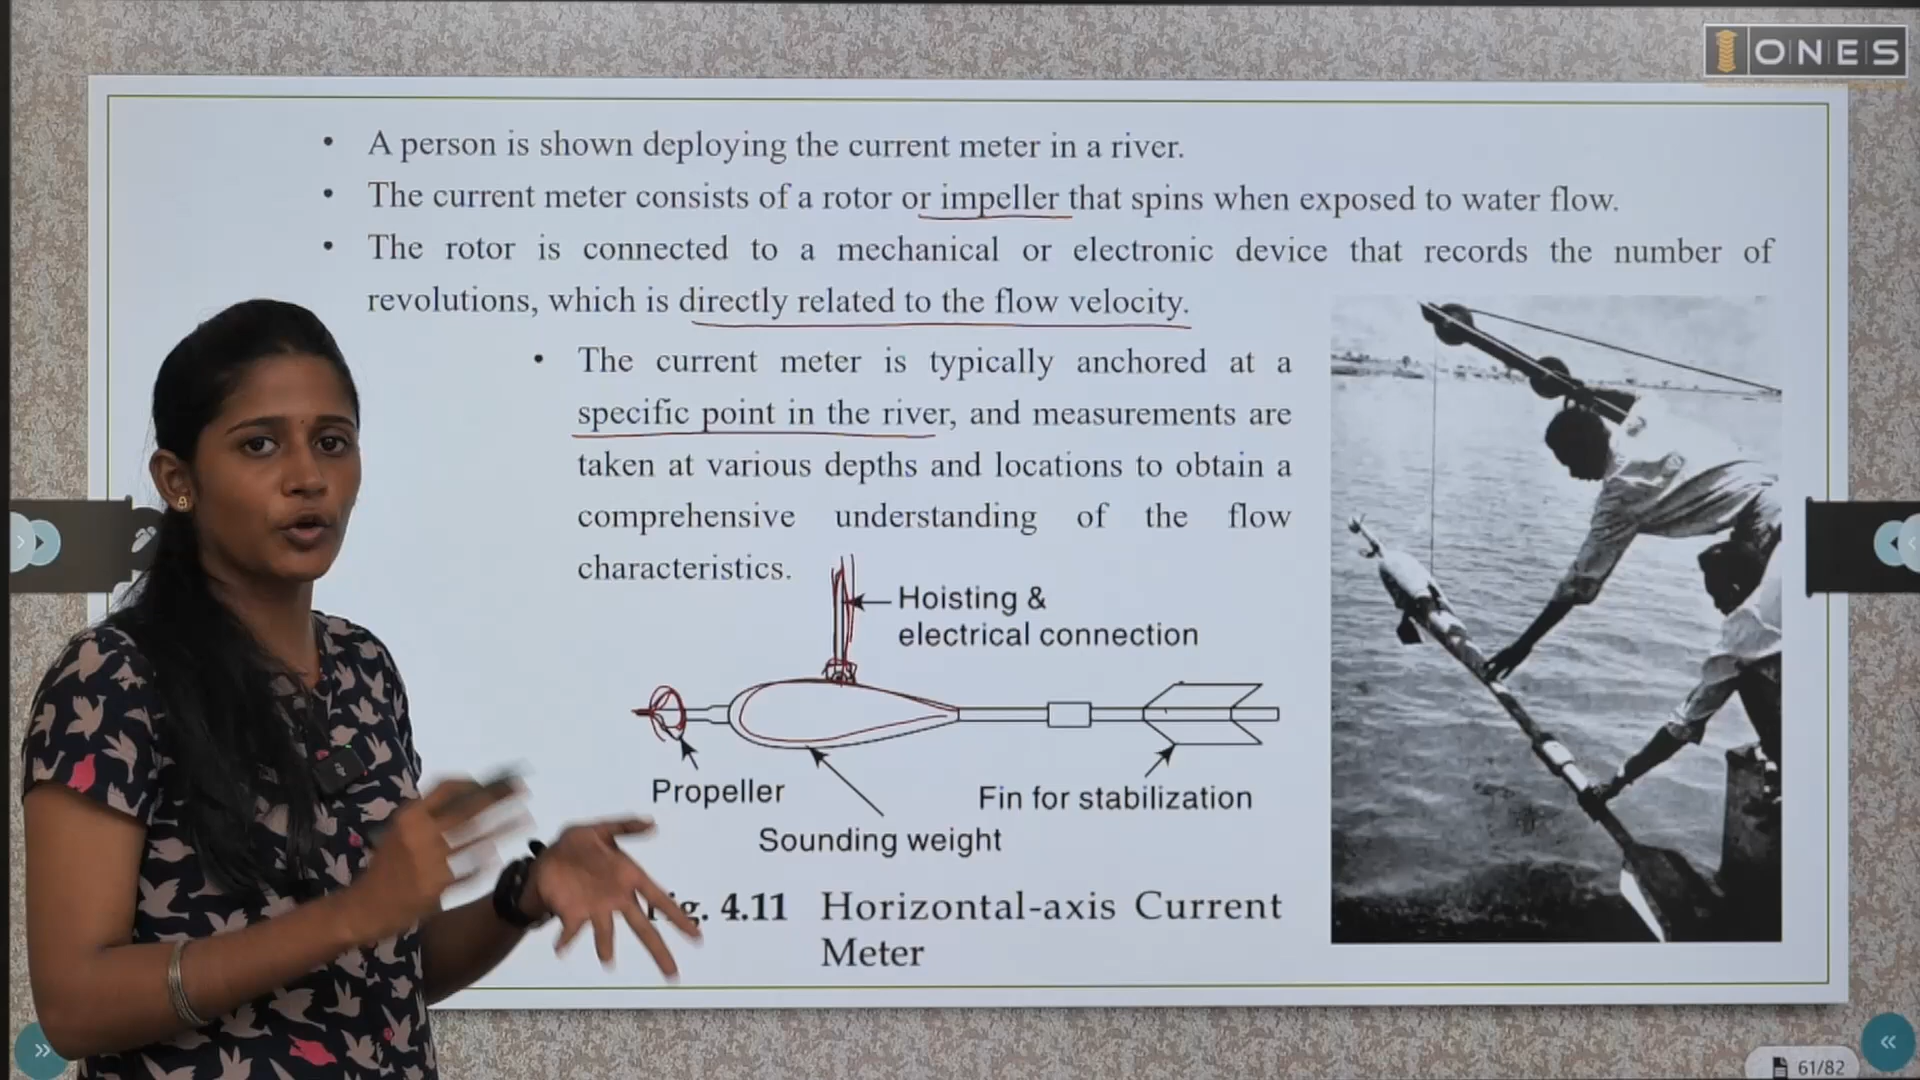 ONES
• A person is shown deploying the current meter in a river.
• The current meter consists of a rotor or impeller that spins when exposed to water flow.
• The rotor is connected to a mechanical or electronic device that records the number of
revolutions, which is directly related to the flow velocity.
• The current meter is typically anchored at a
specific point in the river, and measurements are
taken at various depths and locations to obtain a
comprehensive understanding of the flow
characteristics.
Hoisting &
electrical connection
Propeller
Fin for stabilization
Sounding weight
4.11 Horizontal-axis Current
Meter
61/82